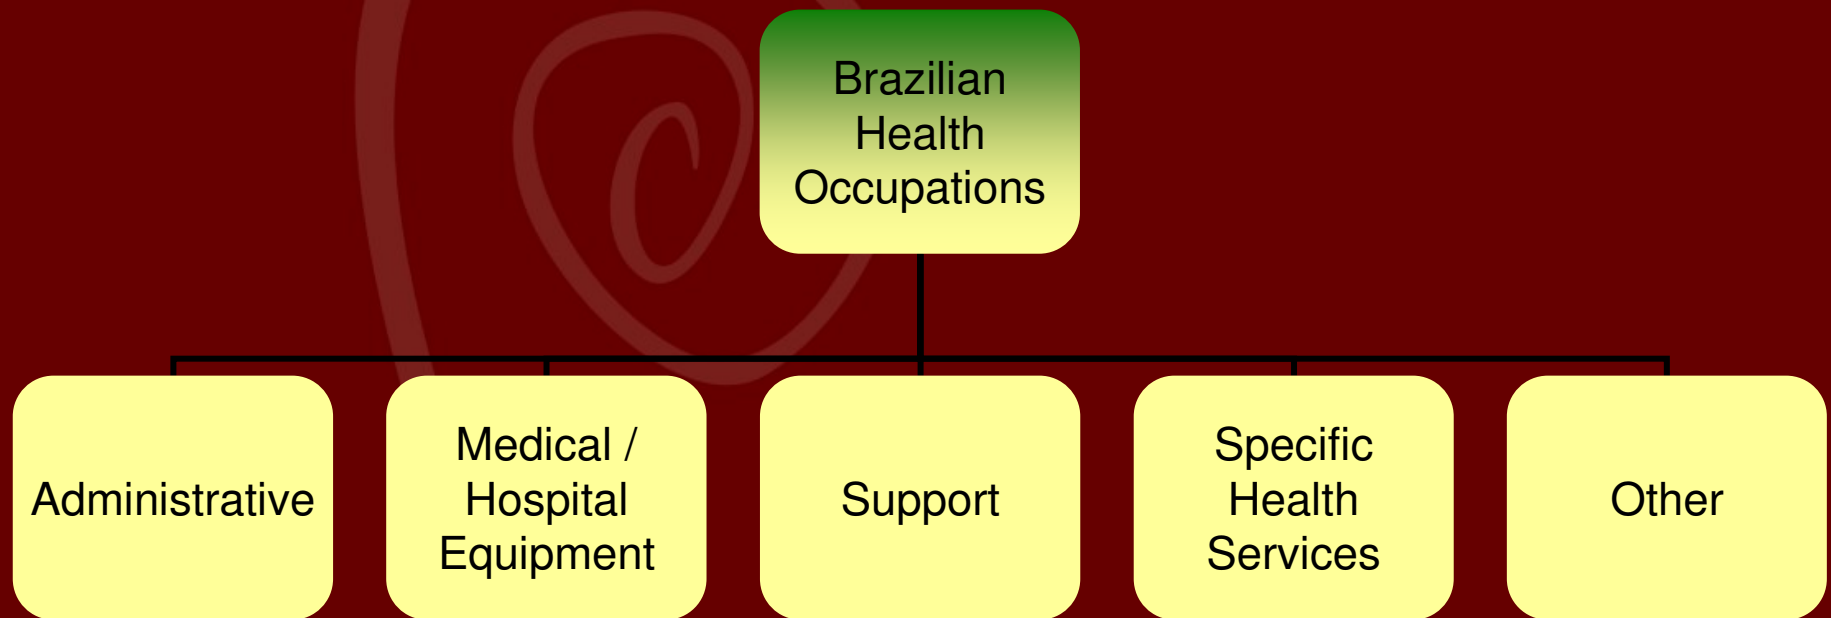 Brazilian
Health
Occupations
Administrative
Medical /
Hospital
Equipment
Support
Specific
Health
Services
Other